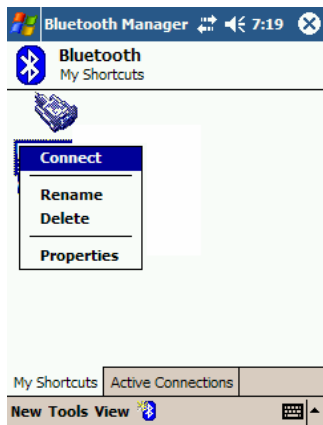 Bluetooth Manager 7:19
Bluetooth
My Shortcuts
Connect
Rename
Delete
Properties
My Shortcuts Active Connections
New Tools View